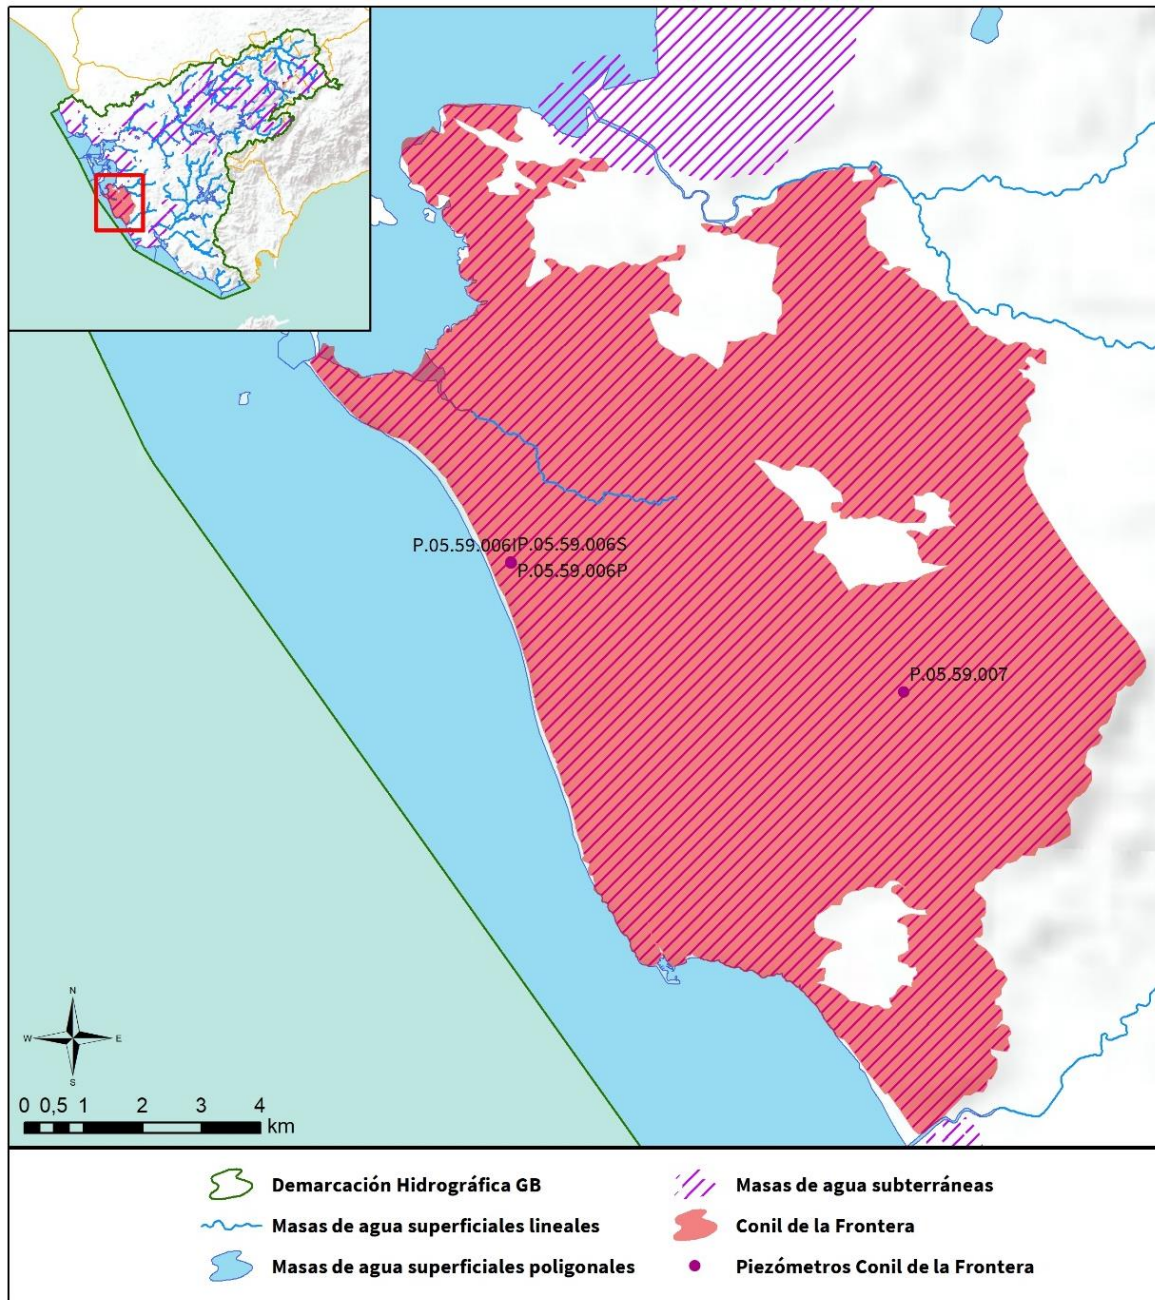 P.05.59.006I P.05.59.006S
P.05.59.006P
P.05.59.007
N
W E
S
0 0,5 1 2 3 4
km
Demarcación Hidrográfica GB
Masas de agua superficiales lineales
Masas de agua superficiales poligonales
Masas de agua subterráneas
Conil de la Frontera
Piezómetros Conil de la Frontera